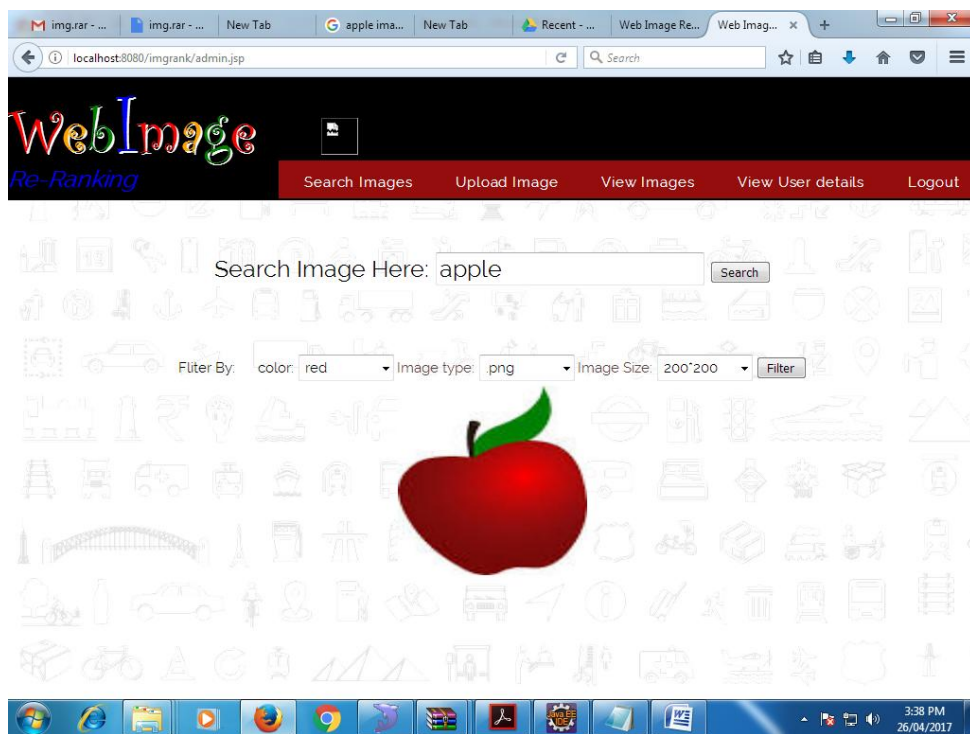 img.rar - ... img.rar - ... New Tab apple ima... New Tab Recent - ... Web Image Re... Web Imag... × +
localhost:8080/imgrank/admin.jsp Search
WebImage
Re-Ranking
Search Images Upload Image View Images View User details Logout
Search Image Here: apple Search
Fliter By: color: red Image type: .png Image Size: 200*200 Filter
Java EE
IDE
3:38 PM
26/04/2017